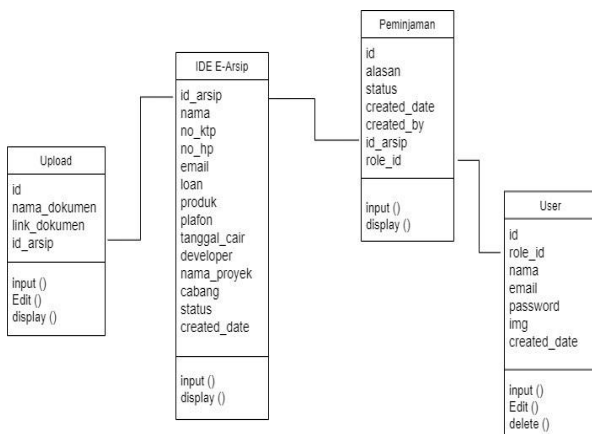 Upload
id
nama_dokumen
link_dokumen
id_arsip
input ()
Edit ()
display ()
IDE E-Arsip
id_arsip
nama
no_ktp
no_hp
email
loan
produk
plafon
tanggal_cair
developer
nama_proyek
cabang
status
created_date
input ()
display ()
Peminjaman
id
alasan
status
created_date
created_by
id_arsip
role_id
input ()
display ()
User
id
role_id
nama
email
password
img
created_date
input ()
Edit ()
delete ()